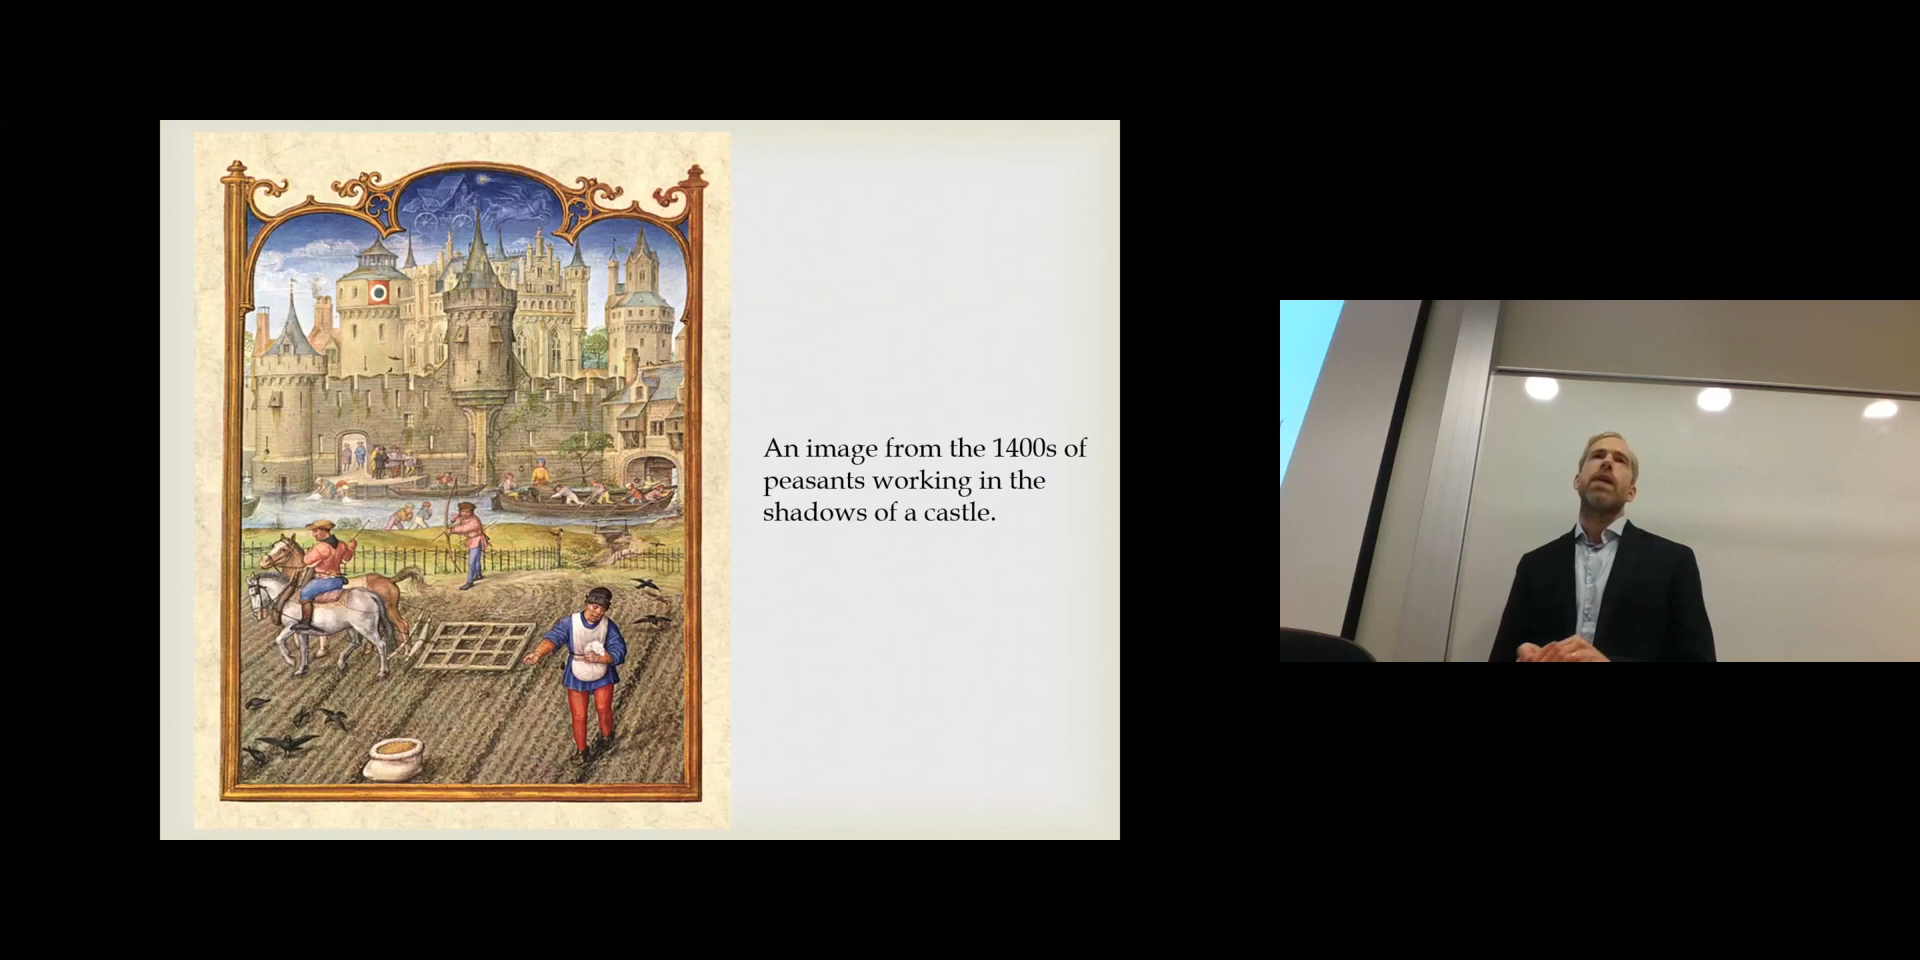 An image from the 1400s of
peasants working in the
shadows of a castle.